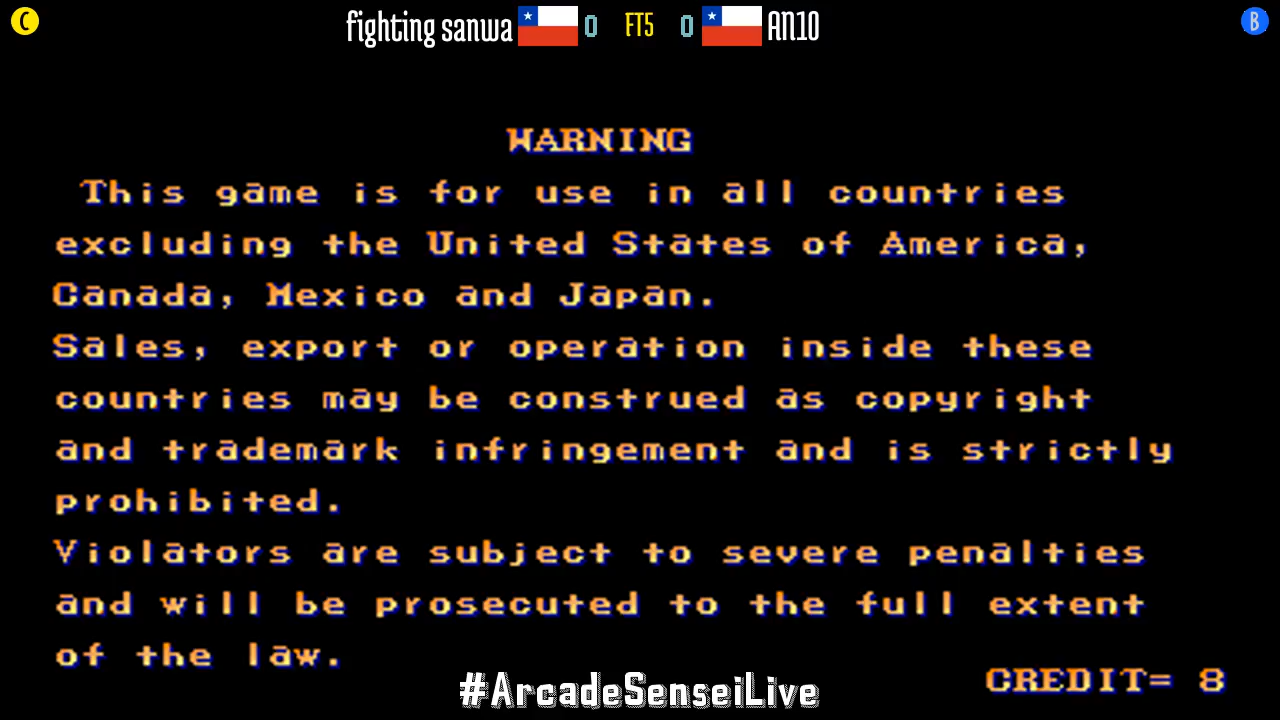 C
fighting sanwa 0 FT5 0 AN10
B
WARNING
This game is for use in all countries
excluding the United States of America,
Canada, Mexico and Japan.
Sales, export or operation inside these
countries may be construed as copyright
and trademark infringement and is strictly
prohibited.
Violators are subject to severe penalties
and will be prosecuted to the full extent
of the law.
#ArcadeSenseiLive
CREDIT= 8